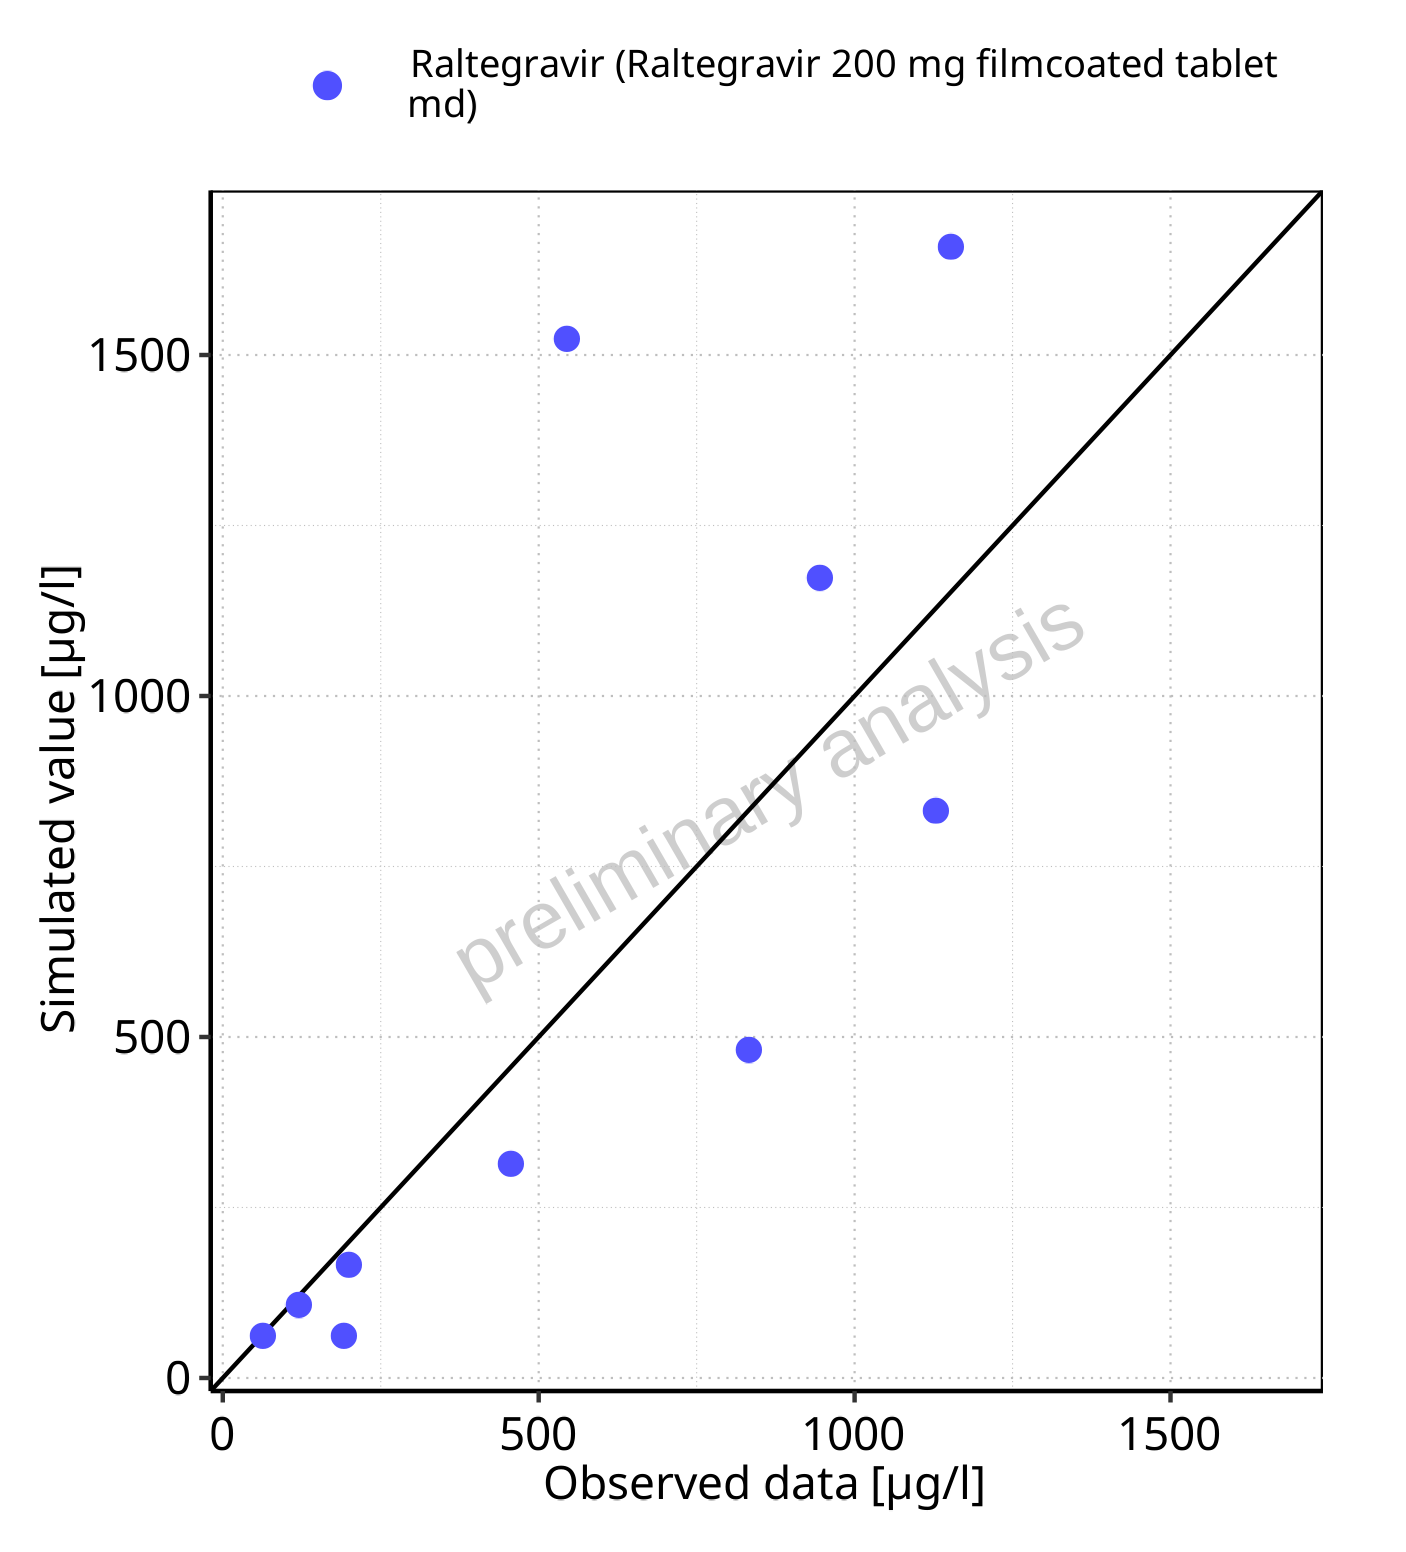 Raltegravir (Raltegravir 200 mg filmcoated tablet
md)
1500
1000
500
0
Simulated value [µg/l]
preliminary analysis
0 500 1000 1500
Observed data [µg/l]